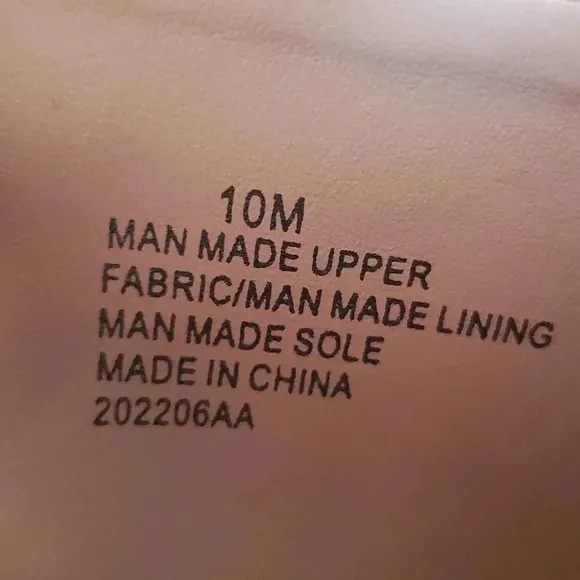 10M
MAN MADE UPPER
FABRIC/MAN MADE LINING
MAN MADE SOLE
MADE IN CHINA
202206AA